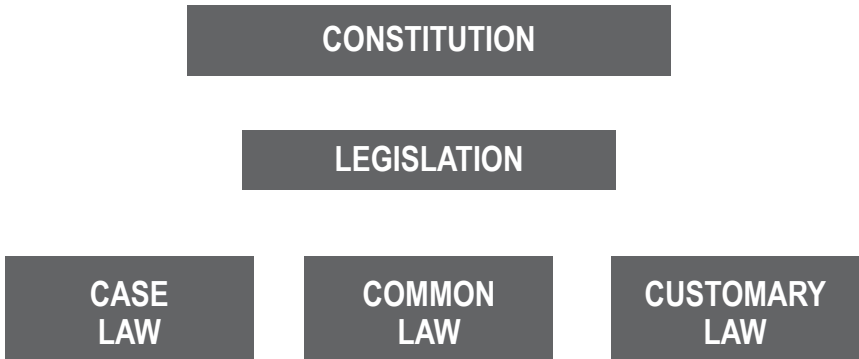 CONSTITUTION
LEGISLATION
CASE
LAW
COMMON
LAW
CUSTOMARY
LAW